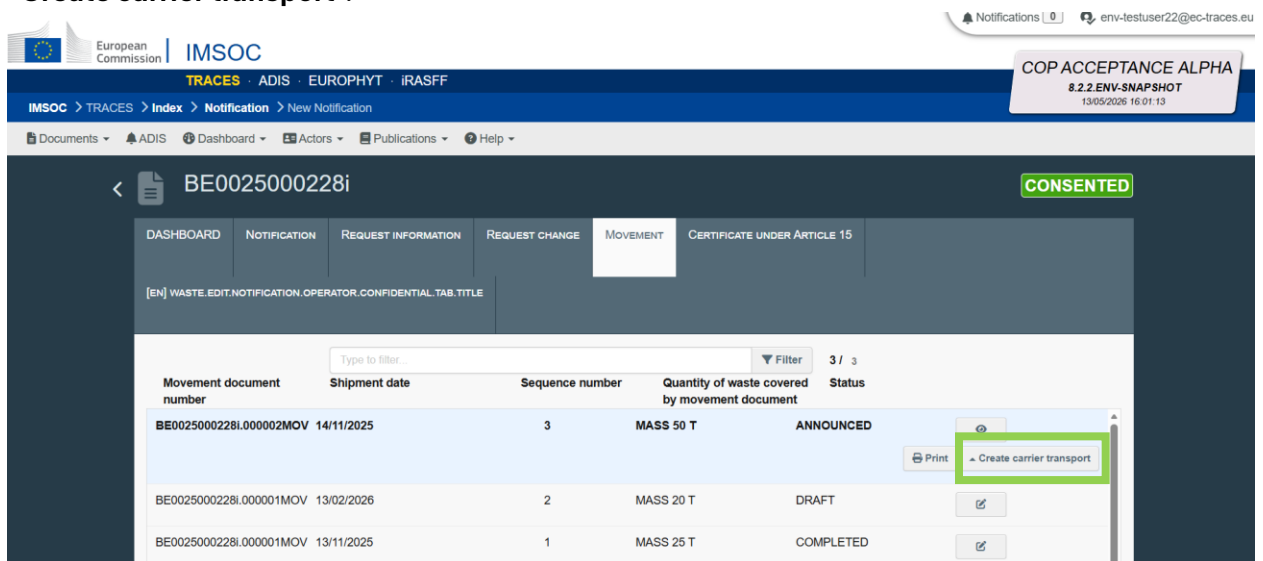 Create carrier transport
Notifications 0 env-testuser22@ec-traces.eu
European
Commission
IMSOC
TRACES · ADIS · EUROPHYT · iRASFF
COP ACCEPTANCE ALPHA
8.2.2.ENV-SNAPSHOT
13/05/2026 16:01:13
IMSOC > TRACES > Index > Notification > New Notification
Documents ADIS Dashboard Actors Publications Help
BE0025000228i
CONSENTED
DASHBOARD NOTIFICATION REQUEST INFORMATION REQUEST CHANGE MOVEMENT CERTIFICATE UNDER ARTICLE 15
[EN] WASTE.EDIT.NOTIFICATION.OPERATOR.CONFIDENTIAL.TAB.TITLE
Type to filter... Filter 3 / 3
Movement document number Shipment date Sequence number Quantity of waste covered by movement document Status
BE0025000228i.000002MOV 14/11/2025 3 MASS 50 T ANNOUNCED
Print Create carrier transport
BE0025000228i.000001MOV 13/02/2026 2 MASS 20 T DRAFT
BE0025000228i.000001MOV 13/11/2025 1 MASS 25 T COMPLETED